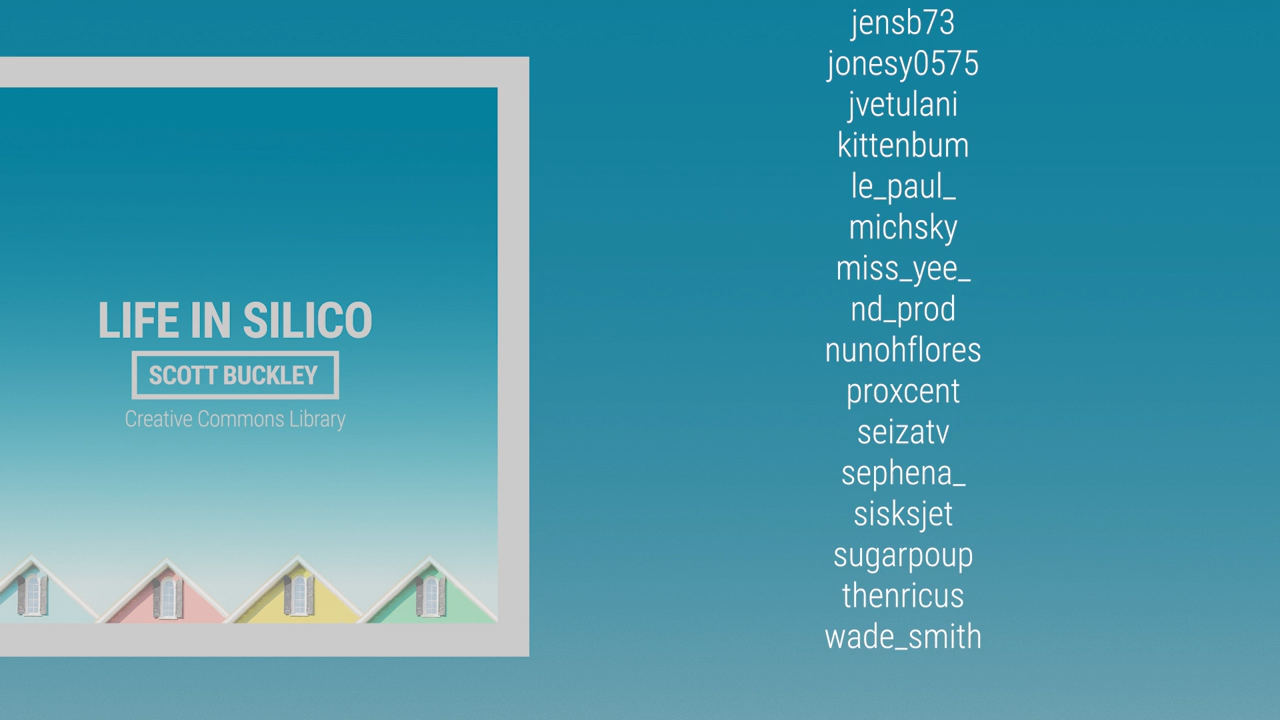 LIFE IN SILICO
SCOTT BUCKLEY
Creative Commons Library
jensb73
jonesy0575
jvetulani
kittenbum
le_paul_
michsky
miss_yee_
nd_prod
nunohflores
proxcent
seizatv
sephena_
sisksjet
sugarpoup
thenricus
wade_smith